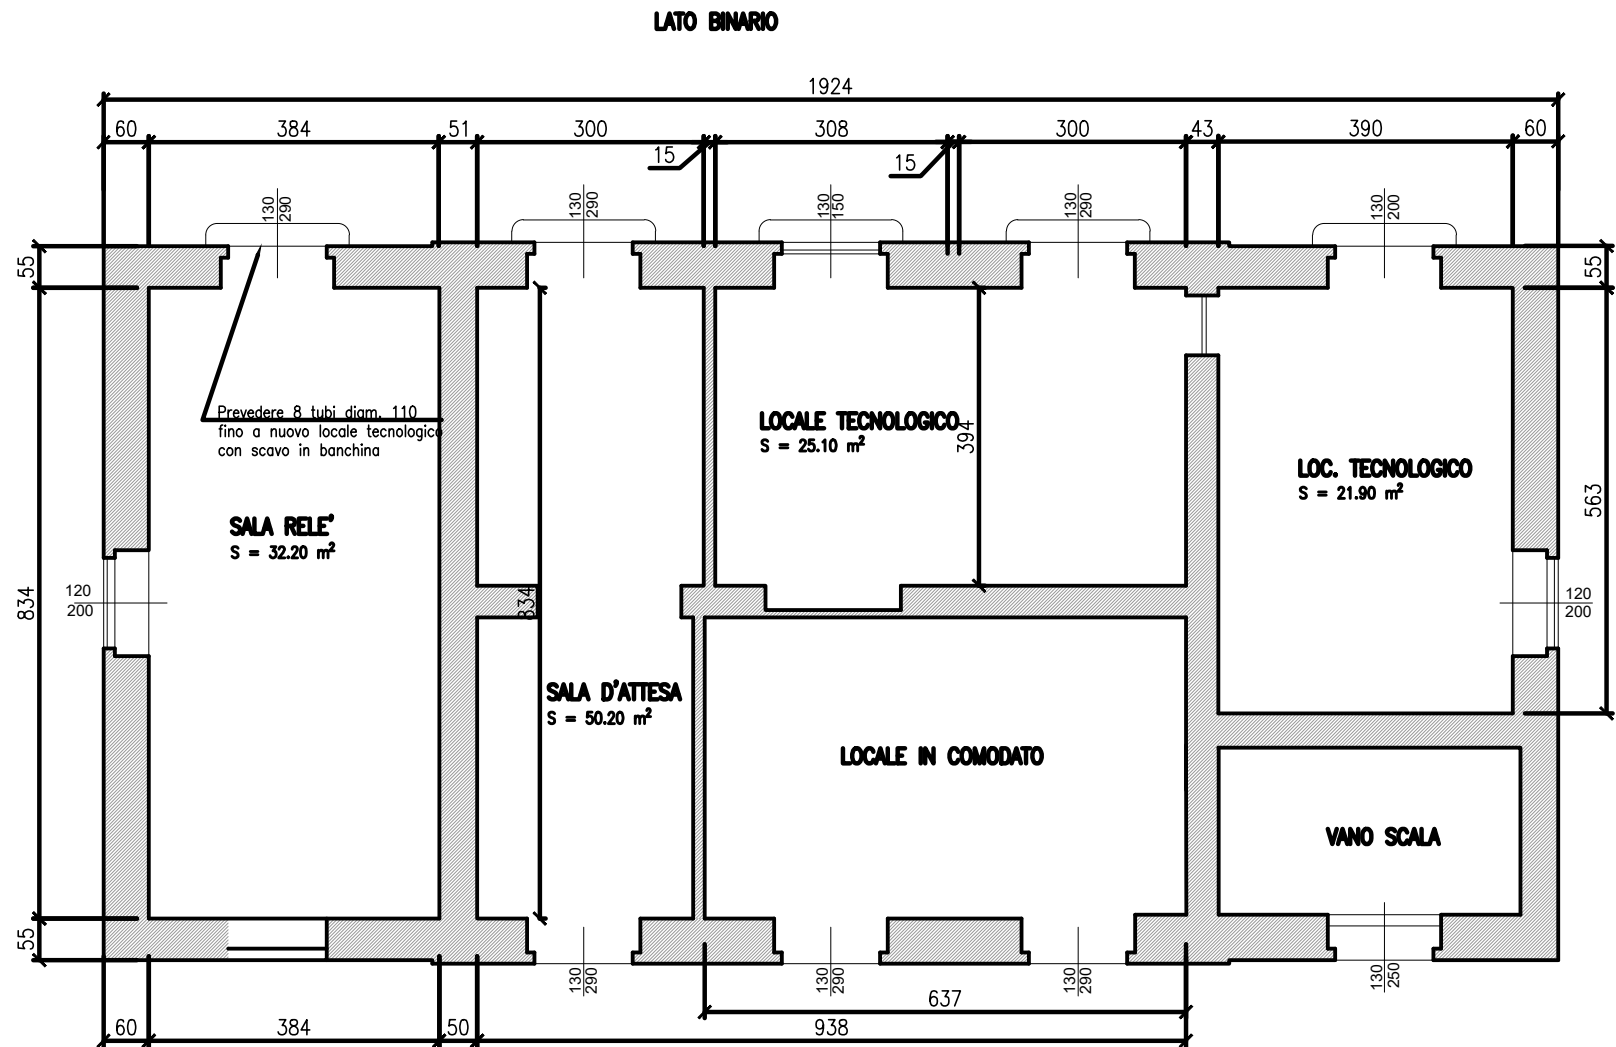 LATO BINARIO
1924
60 384 51 300 308 300 43 390 60
15 15
130 290 130 290 130 150 130 290 130 200
55 55
Prevedere 8 tubi diam. 110
fino a nuovo locale tecnologico
con scavo in banchina
LOCALE TECNOLOGICO
S = 25.10 m²
394
LOC. TECNOLOGICO
S = 21.90 m²
563
SALA RELE'
S = 32.20 m²
120
200
834
834
120
200
SALA D'ATTESA
S = 50.20 m²
LOCALE IN COMODATO
VANO SCALA
55
130 290 130 290 130 290 130 250
637
60 384 50 938